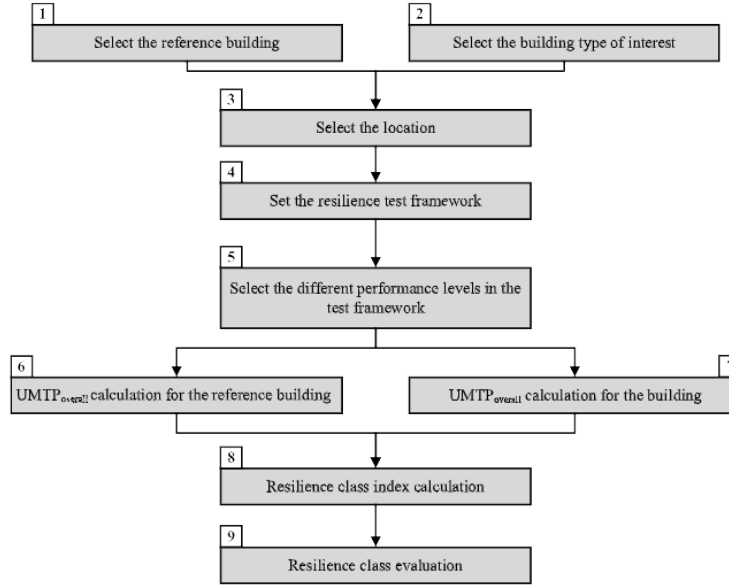 1
Select the reference building
2
Select the building type of interest
3
Select the location
4
Set the resilience test framework
5
Select the different performance levels in the
test framework
6
UMTPoverall calculation for the reference building
7
UMTPoverall calculation for the building
8
Resilience class index calculation
9
Resilience class evaluation